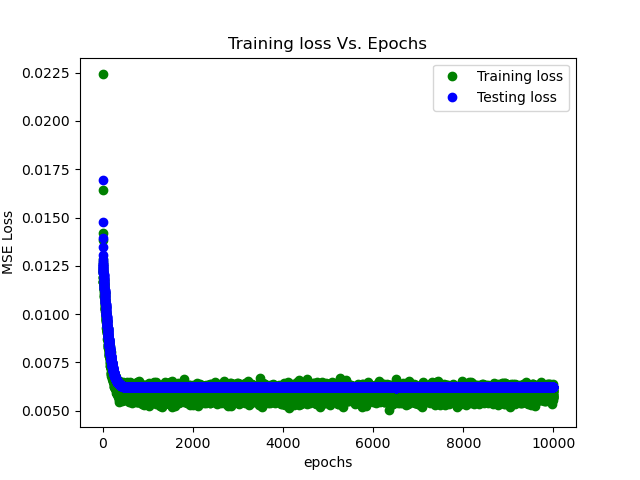 Training loss Vs. Epochs
Training loss
Testing loss
MSE Loss
0.0225
0.0200
0.0175
0.0150
0.0125
0.0100
0.0075
0.0050
0 2000 4000 6000 8000 10000
epochs